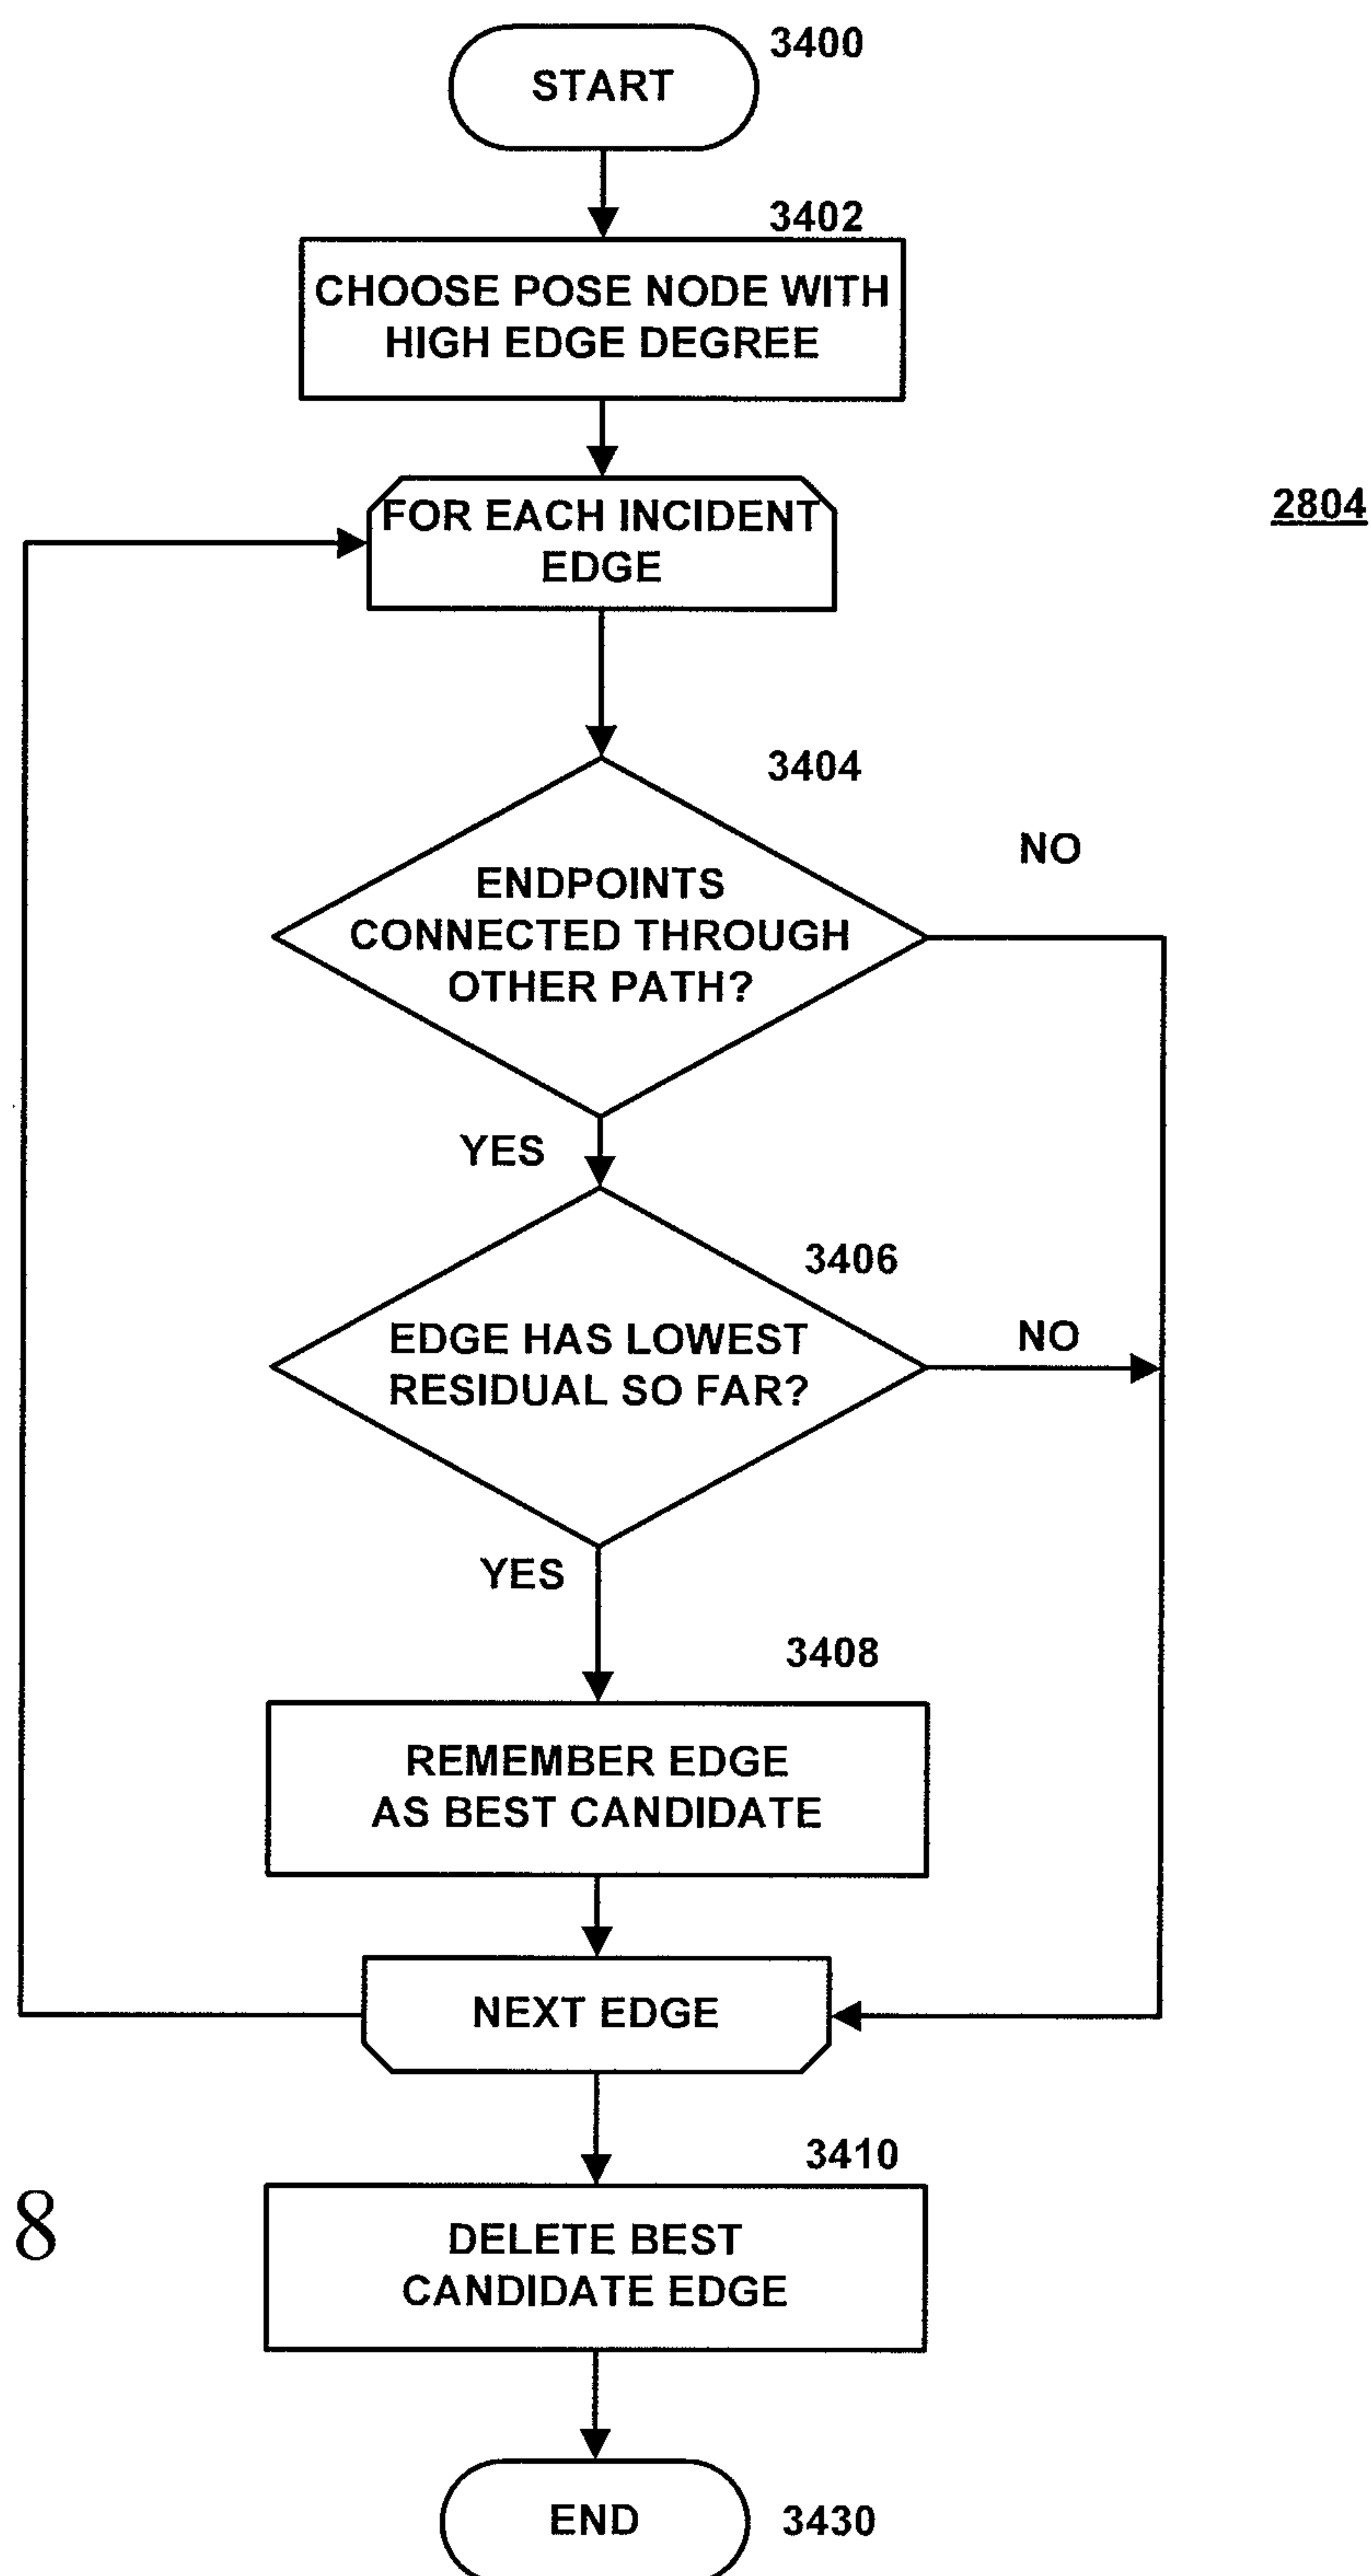 3400
START
3402
CHOOSE POSE NODE WITH
HIGH EDGE DEGREE
FOR EACH INCIDENT
EDGE
2804
3404
NO
ENDPOINTS
CONNECTED THROUGH
OTHER PATH?
YES
3406
EDGE HAS LOWEST
RESIDUAL SO FAR?
NO
YES
3408
REMEMBER EDGE
AS BEST CANDIDATE
NEXT EDGE
3410
8
DELETE BEST
CANDIDATE EDGE
END
3430